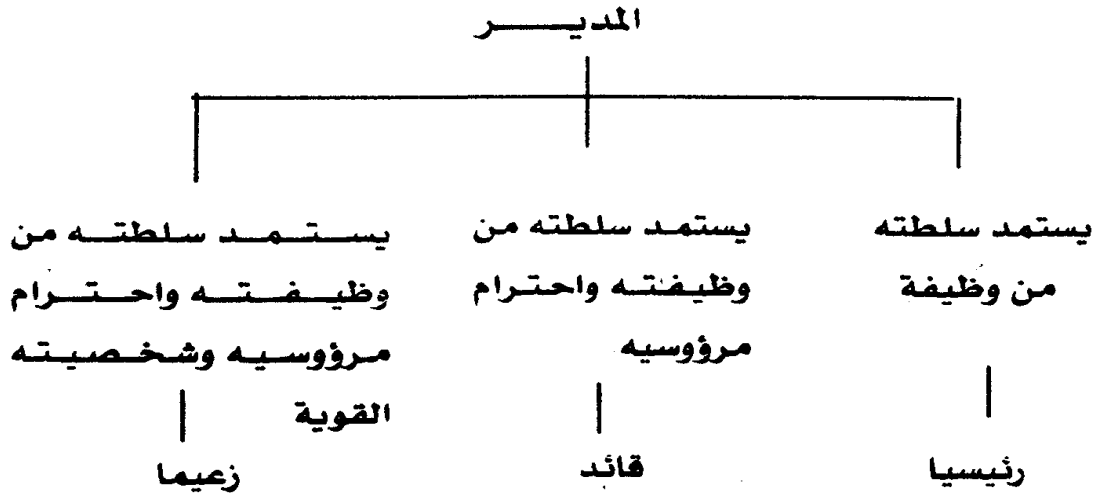 المديـــــر
يستمد سلطته
من وظيفة
رئيسيا
يستمد سلطته من
وظيفته واحترام
مرؤوسيه
قائد
يستمد سلطته من
وظيفته واحترام
مرؤوسيه وشخصيته
القوية
زعيما